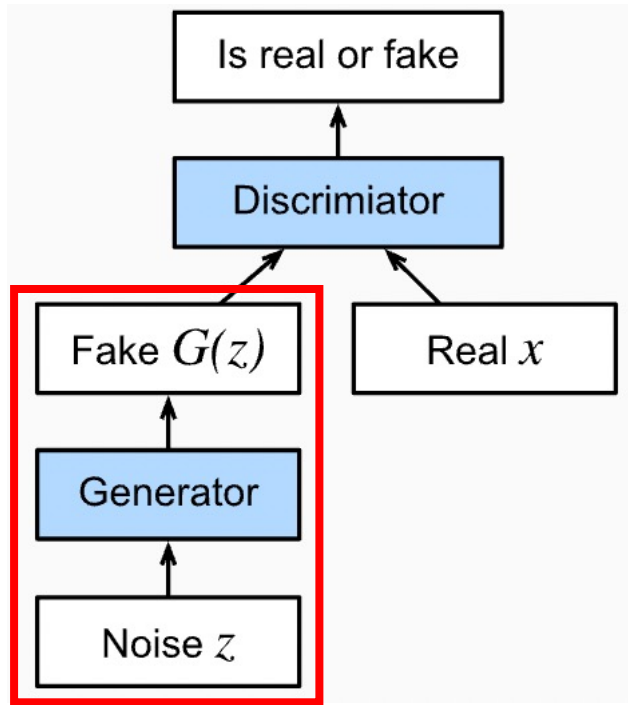 Is real or fake
Discrimiator
Fake G(z)
Real x
Generator
Noise z